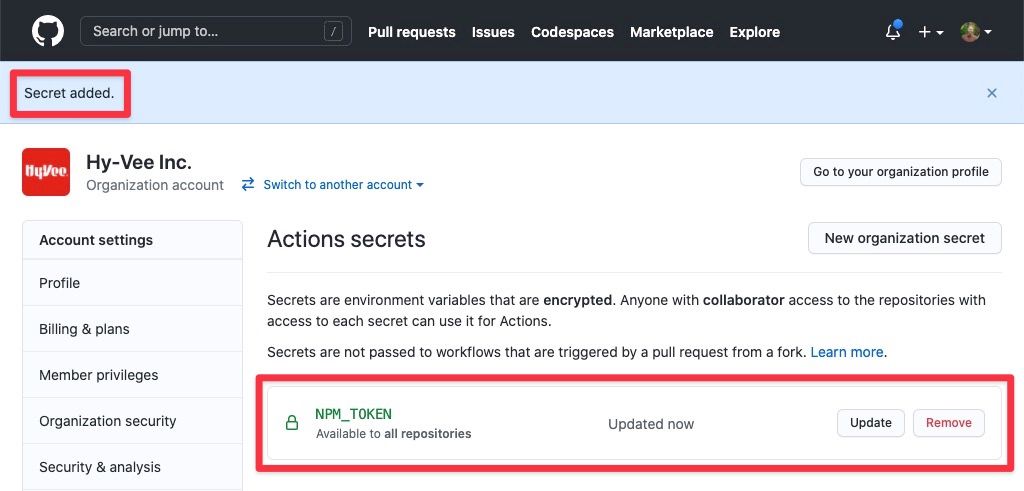 Search or jump to... / Pull requests Issues Codespaces Marketplace Explore
Secret added.
HyVee
Hy-Vee Inc.
Organization account Switch to another account
Go to your organization profile
Account settings
Profile
Billing & plans
Member privileges
Organization security
Security & analysis
Actions secrets
New organization secret
Secrets are environment variables that are encrypted. Anyone with collaborator access to the repositories with
access to each secret can use it for Actions.
Secrets are not passed to workflows that are triggered by a pull request from a fork. Learn more.
NPM_TOKEN
Available to all repositories
Updated now
Update
Remove